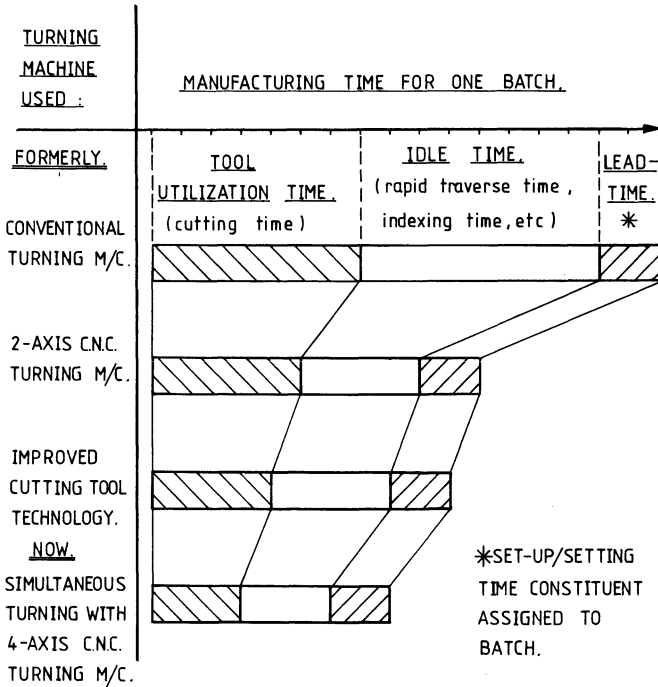 TURNING
MACHINE
USED :
MANUFACTURING TIME FOR ONE BATCH.
FORMERLY.
TOOL
UTILIZATION TIME.
(cutting time)
IDLE TIME.
(rapid traverse time,
indexing time, etc)
LEAD-
TIME.
*
CONVENTIONAL
TURNING M/C.
2-AXIS C.N.C.
TURNING M/C.
IMPROVED
CUTTING TOOL
TECHNOLOGY.
NOW.
SIMULTANEOUS
TURNING WITH
4-AXIS C.N.C.
TURNING M/C.
*SET-UP/SETTING
TIME CONSTITUENT
ASSIGNED TO
BATCH.